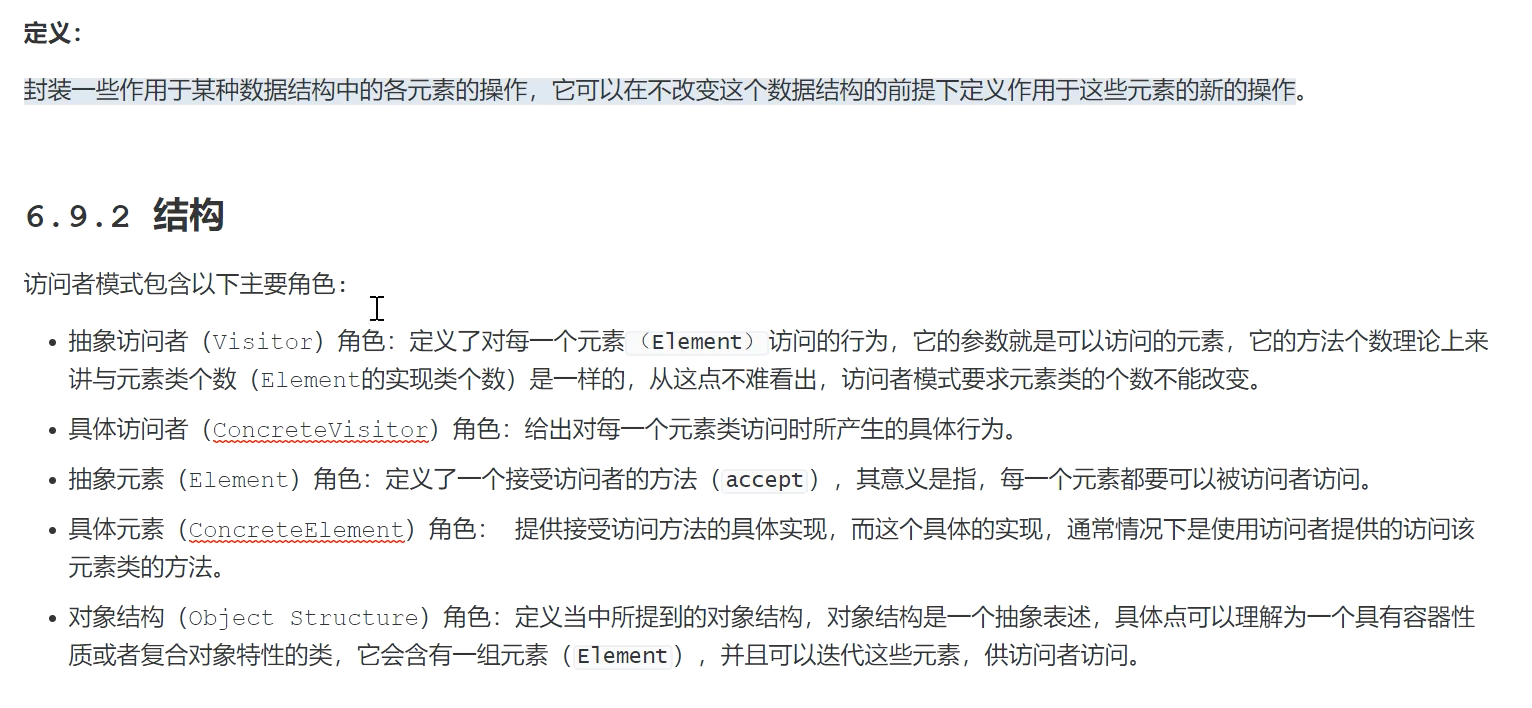 定义：
封装一些作用于某种数据结构中的各元素的操作，它可以在不改变这个数据结构的前提下定义作用于这些元素的新的操作。
6.9.2 结构
访问者模式包含以下主要角色：
• 抽象访问者（Visitor）角色：定义了对每一个元素（Element）访问的行为，它的参数就是可以访问的元素，它的方法个数理论上来
讲与元素类个数（Element的实现类个数）是一样的，从这点不难看出，访问者模式要求元素类的个数不能改变。
• 具体访问者（ConcreteVisitor）角色：给出对每一个元素类访问时所产生的具体行为。
• 抽象元素（Element）角色：定义了一个接受访问者的方法（accept），其意义是指，每一个元素都要可以被访问者访问。
• 具体元素（ConcreteElement）角色： 提供接受访问方法的具体实现，而这个具体的实现，通常情况下是使用访问者提供的访问该
元素类的方法。
• 对象结构（Object Structure）角色：定义当中所提到的对象结构，对象结构是一个抽象表述，具体点可以理解为一个具有容器性
质或者复合对象特性的类，它会含有一组元素（Element），并且可以迭代这些元素，供访问者访问。